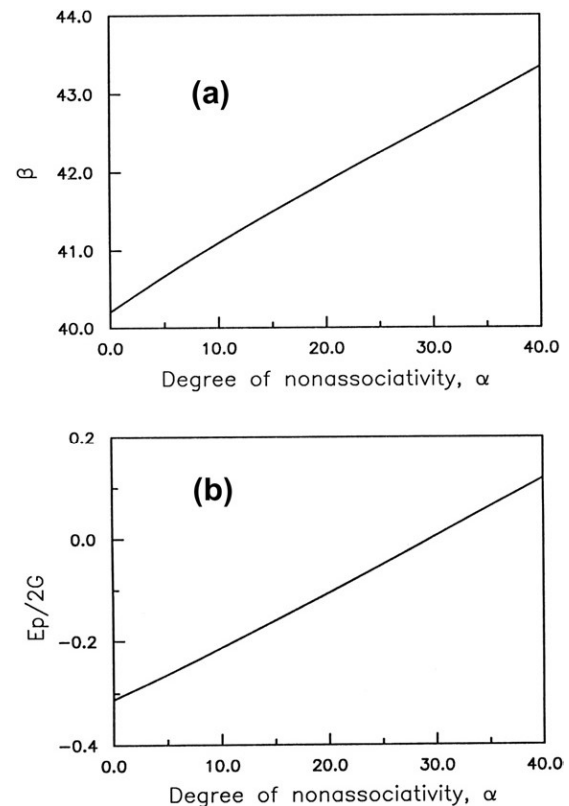 44.0
(a)
43.0
β
42.0
41.0
40.0
0.0 10.0 20.0 30.0 40.0
Degree of nonassociativity, α
0.2
(b)
0.0
Ep/2G
-0.2
-0.4
0.0 10.0 20.0 30.0 40.0
Degree of nonassociativity, α